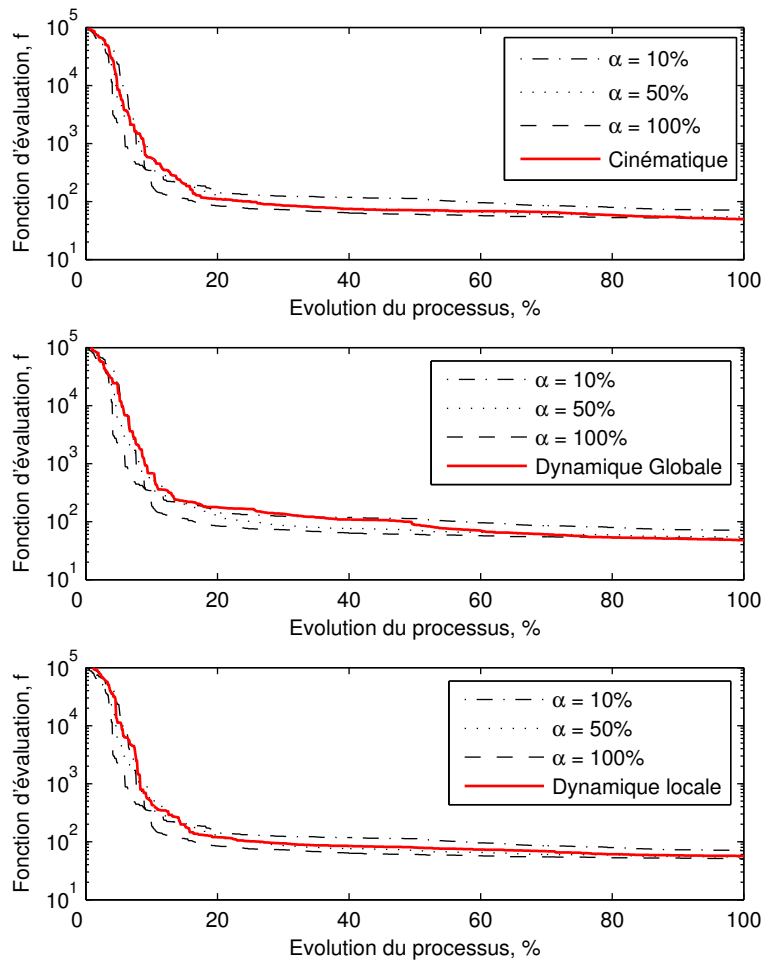 10^5
10^4
10^3
10^2
10^1
Fonction d'évaluation, f
α = 10%
α = 50%
α = 100%
Cinématique
0 20 40 60 80 100
Evolution du processus, %
10^5
10^4
10^3
10^2
10^1
Fonction d'évaluation, f
α = 10%
α = 50%
α = 100%
Dynamique Globale
0 20 40 60 80 100
Evolution du processus, %
10^5
10^4
10^3
10^2
10^1
Fonction d'évaluation, f
α = 10%
α = 50%
α = 100%
Dynamique locale
0 20 40 60 80 100
Evolution du processus, %